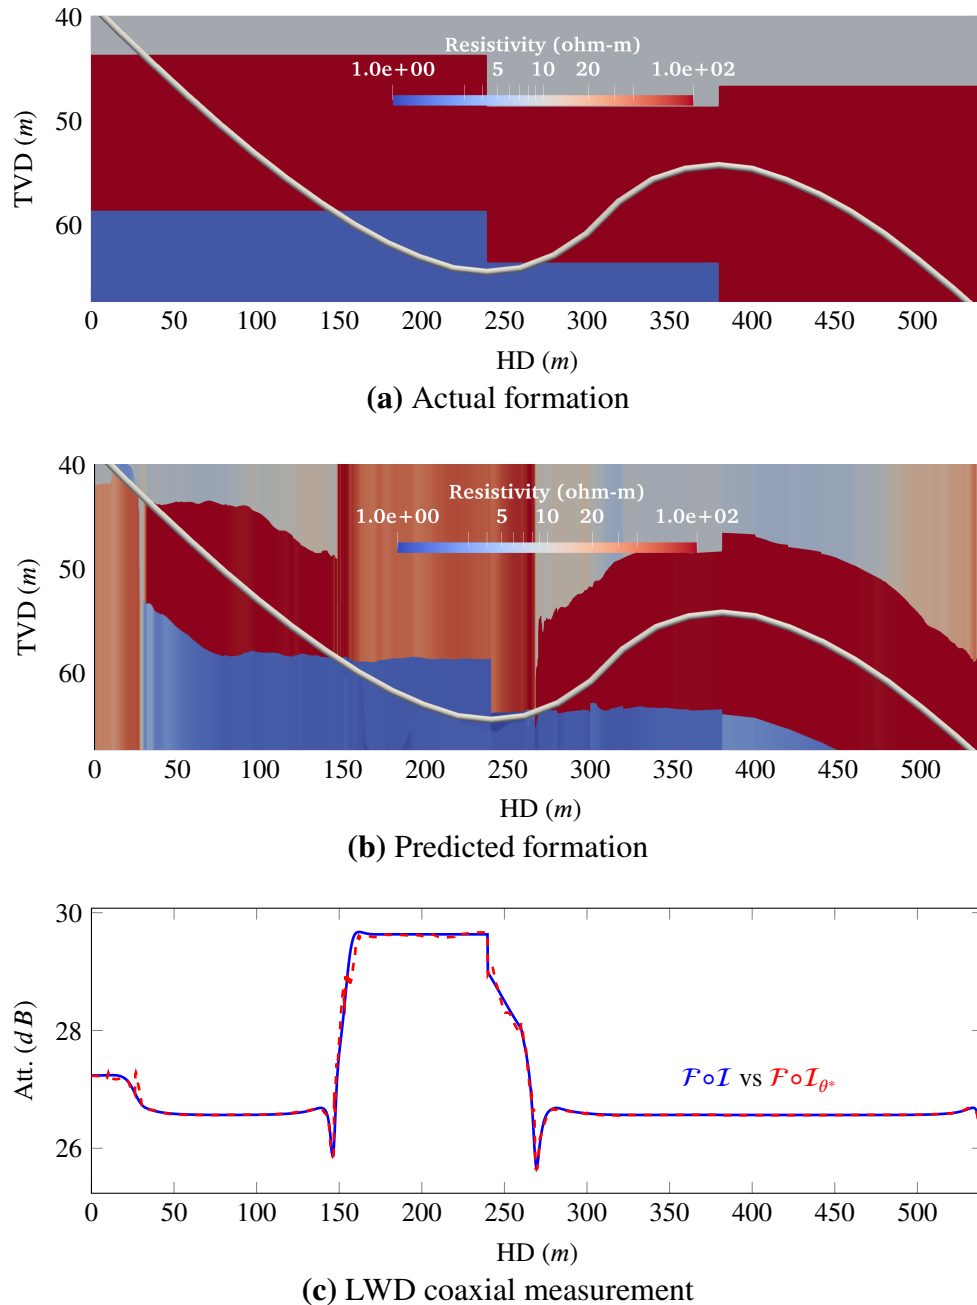 40
50
60
TVD (m)
Resistivity (ohm-m)
1.0e+00 5 10 20 1.0e+02
0 50 100 150 200 250 300 350 400 450 500
HD (m)
(a) Actual formation
40
50
60
TVD (m)
Resistivity (ohm-m)
1.0e+00 5 10 20 1.0e+02
0 50 100 150 200 250 300 350 400 450 500
HD (m)
(b) Predicted formation
30
28
26
Att. (dB)
ℱ∘ℐ vs ℱ∘ℐ_θ*
0 50 100 150 200 250 300 350 400 450 500
HD (m)
(c) LWD coaxial measurement